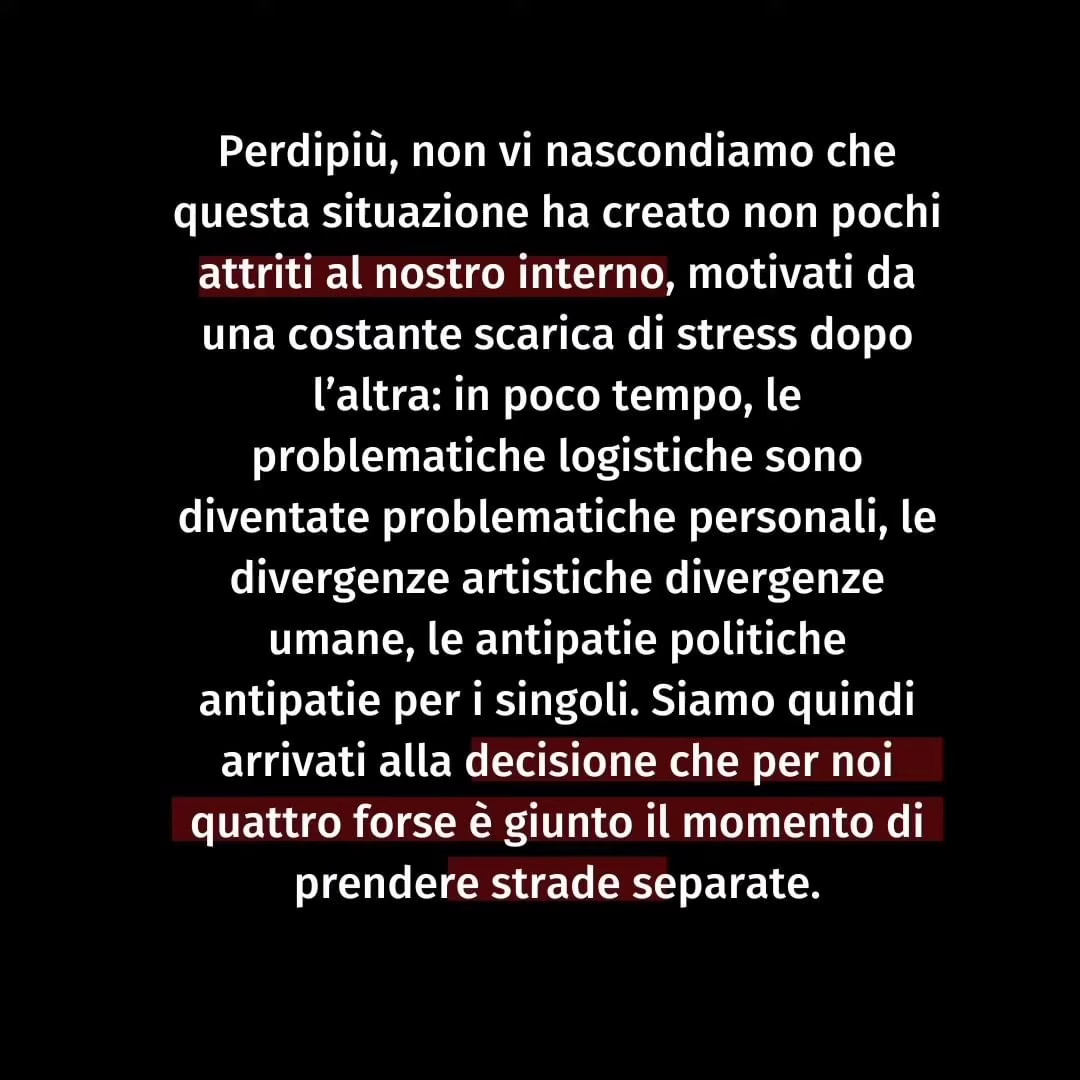 Perdipiù, non vi nascondiamo che
questa situazione ha creato non pochi
attriti al nostro interno, motivati da
una costante scarica di stress dopo
l’altra: in poco tempo, le
problematiche logistiche sono
diventate problematiche personali, le
divergenze artistiche divergenze
umane, le antipatie politiche
antipatie per i singoli. Siamo quindi
arrivati alla decisione che per noi
quattro forse è giunto il momento di
prendere strade separate.